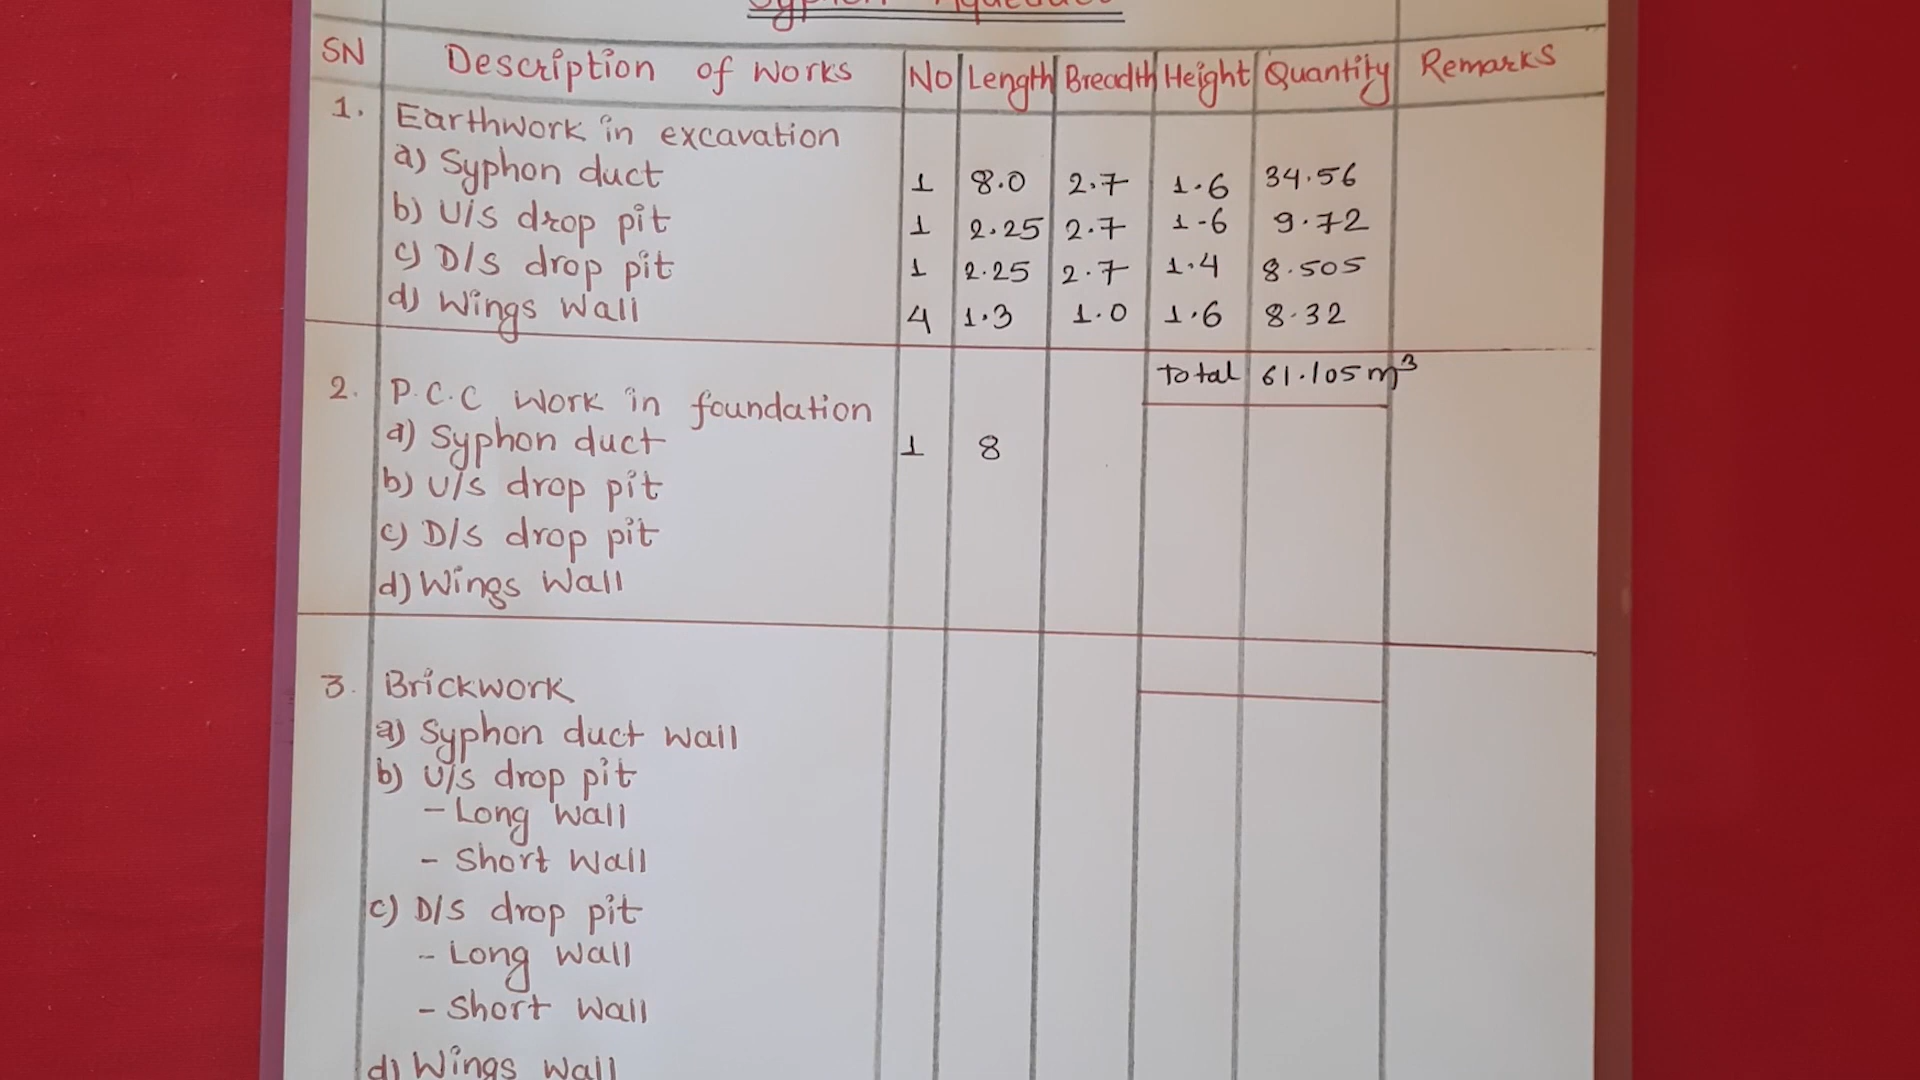 SN Description of Works No Length Breadth Height Quantity Remarks
1. Earthwork in excavation
a) Syphon duct 1 8.0 2.7 1.6 34.56
b) U/S drop pit 1 2.25 2.7 1.6 9.72
c) D/S drop pit 1 2.25 2.7 1.4 8.505
d) Wings Wall 4 1.3 1.0 1.6 8.32
Total 61.105 m³
2. P.C.C Work in foundation
a) Syphon duct 1 8
b) U/S drop pit
c) D/S drop pit
d) Wings Wall
3. Brickwork
a) Syphon duct wall
b) U/S drop pit
- Long Wall
- Short Wall
c) D/S drop pit
- Long Wall
- Short Wall
d) Wings Wall